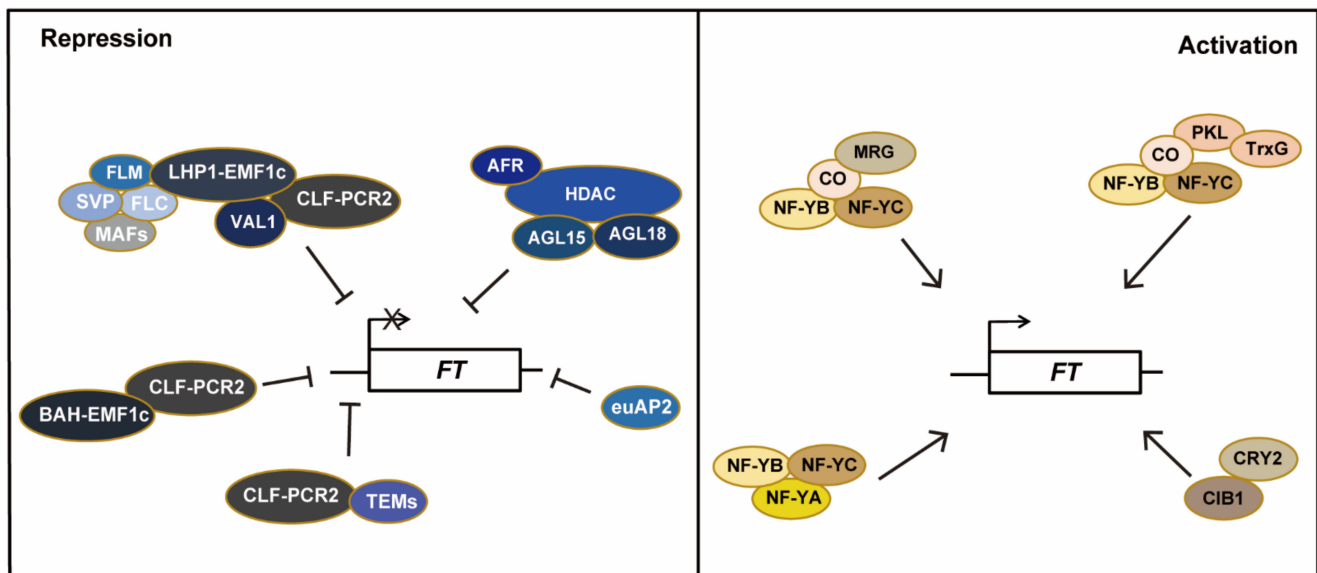 Repression
FLM
LHP1-EMF1c
SVP
FLC
CLF-PCR2
MAFs
VAL1
AFR
HDAC
AGL15
AGL18
X
FT
CLF-PCR2
BAH-EMF1c
euAP2
CLF-PCR2
TEMs
Activation
MRG
CO
NF-YB
NF-YC
PKL
TrxG
CO
NF-YB
NF-YC
FT
NF-YB
NF-YC
NF-YA
CRY2
CIB1